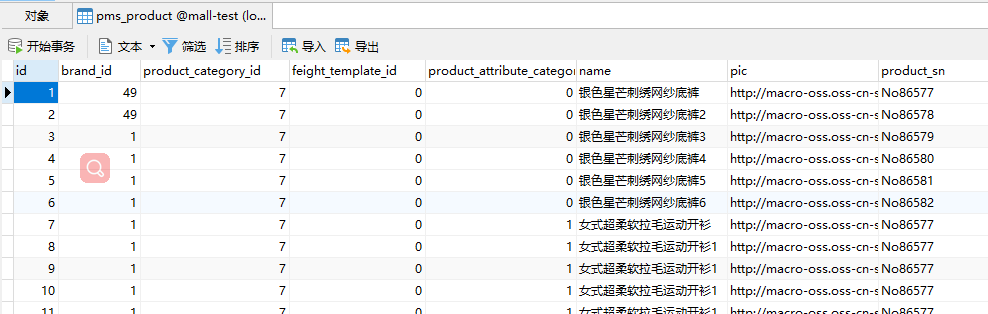 对象 pms_product @mall-test (lo...
开始事务 文本 筛选 排序 导入 导出
id brand_id product_category_id feight_template_id product_attribute_categor name pic product_sn
1 49 7 0 0 银色星芒刺绣网纱底裤 http://macro-oss.oss-cn-s No86577
2 49 7 0 0 银色星芒刺绣网纱底裤2 http://macro-oss.oss-cn-s No86578
3 1 7 0 0 银色星芒刺绣网纱底裤3 http://macro-oss.oss-cn-s No86579
4 1 7 0 0 银色星芒刺绣网纱底裤4 http://macro-oss.oss-cn-s No86580
5 1 7 0 0 银色星芒刺绣网纱底裤5 http://macro-oss.oss-cn-s No86581
6 1 7 0 0 银色星芒刺绣网纱底裤6 http://macro-oss.oss-cn-s No86582
7 1 7 0 1 女式超柔软拉毛运动开衫 http://macro-oss.oss-cn-s No86577
8 1 7 0 1 女式超柔软拉毛运动开衫1 http://macro-oss.oss-cn-s No86577
9 1 7 0 1 女式超柔软拉毛运动开衫1 http://macro-oss.oss-cn-s No86577
10 1 7 0 1 女式超柔软拉毛运动开衫1 http://macro-oss.oss-cn-s No86577
11 1 7 0 1 女式超柔软拉毛运动开衫1 http://macro-oss.oss-cn-s No86577